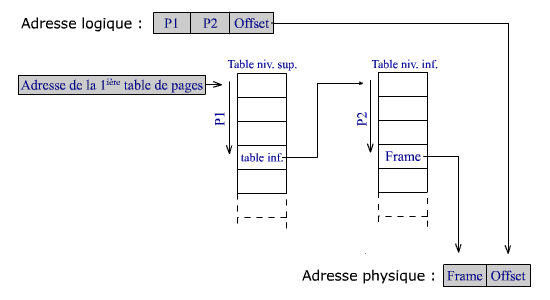 Adresse logique : P1 P2 Offset
Table niv. sup. Table niv. inf.
Adresse de la 1ière table de pages
P1
P2
table inf.
Frame
Adresse physique : Frame Offset